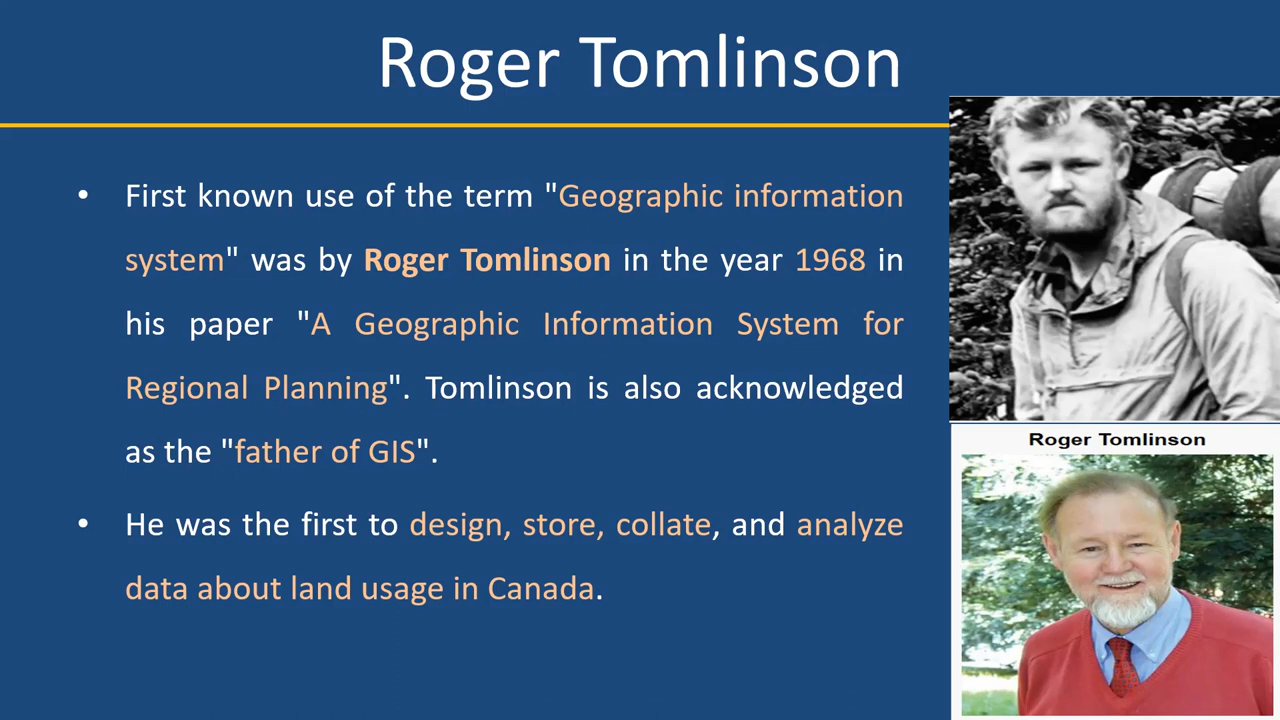 Roger Tomlinson
• First known use of the term "Geographic information
system" was by Roger Tomlinson in the year 1968 in
his paper "A Geographic Information System for
Regional Planning". Tomlinson is also acknowledged
as the "father of GIS".
• He was the first to design, store, collate, and analyze
data about land usage in Canada.
Roger Tomlinson